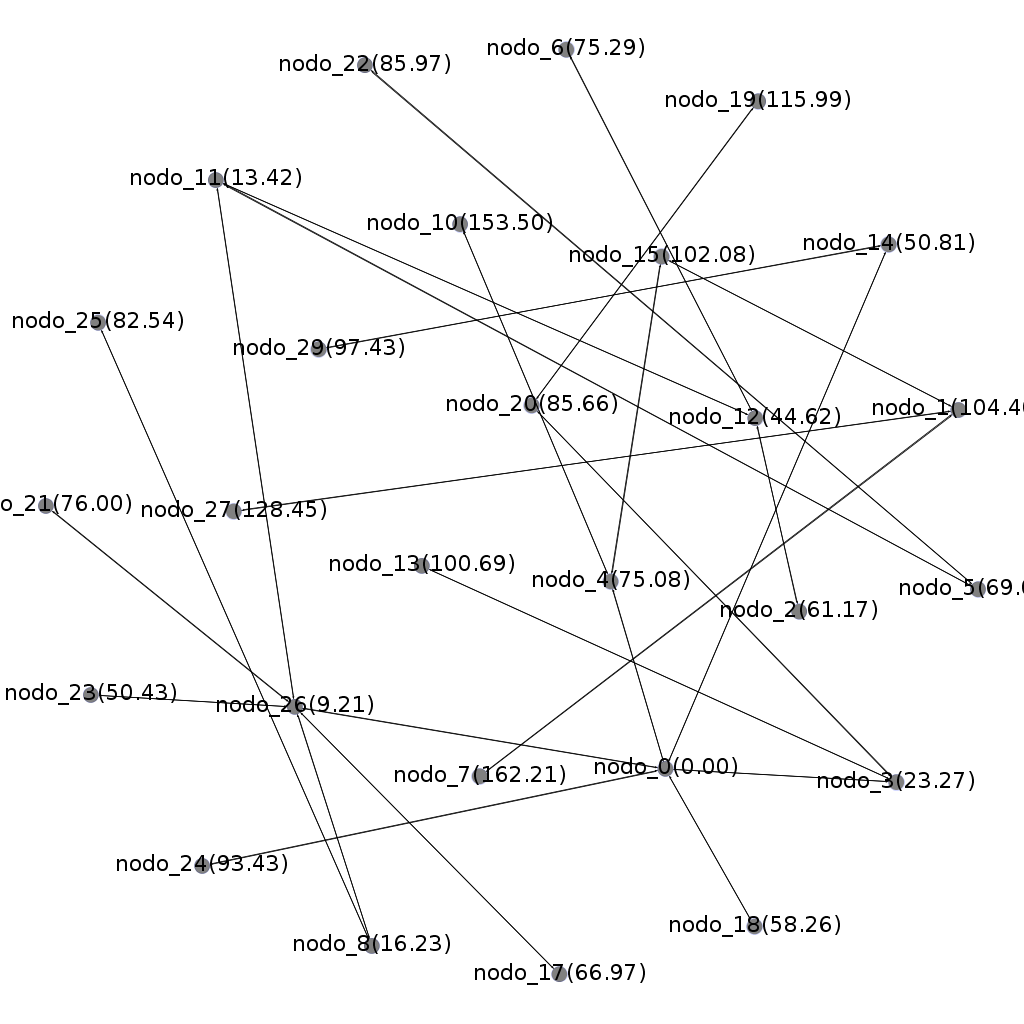 nodo_6(75.29)
nodo_22(85.97)
nodo_19(115.99)
nodo_11(13.42)
nodo_10(153.50)
nodo_14(50.81)
nodo_15(102.08)
nodo_25(82.54)
nodo_29(97.43)
nodo_20(85.66)
nodo_1(104.4
nodo_12(44.62)
o_21(76.00)
nodo_27(128.45)
nodo_13(100.69)
nodo_4(75.08)
nodo_5(69.0
nodo_2(61.17)
nodo_23(50.43)
nodo_26(9.21)
nodo_0(0.00)
nodo_7(162.21)
nodo_3(23.27)
nodo_24(93.43)
nodo_18(58.26)
nodo_8(16.23)
nodo_17(66.97)